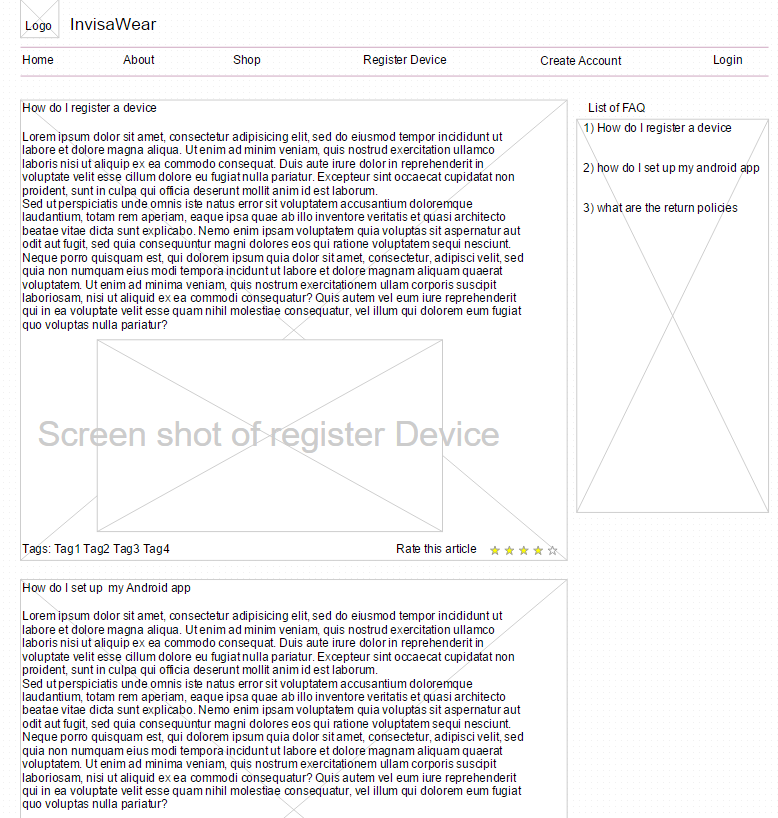 Logo InvisaWear
Home About Shop Register Device Create Account Login
How do I register a device
Lorem ipsum dolor sit amet, consectetur adipisicing elit, sed do eiusmod tempor incididunt ut
labore et dolore magna aliqua. Ut enim ad minim veniam, quis nostrud exercitation ullamco
laboris nisi ut aliquip ex ea commodo consequat. Duis aute irure dolor in reprehenderit in
voluptate velit esse cillum dolore eu fugiat nulla pariatur. Excepteur sint occaecat cupidatat non
proident, sunt in culpa qui officia deserunt mollit anim id est laborum.
Sed ut perspiciatis unde omnis iste natus error sit voluptatem accusantium doloremque
laudantium, totam rem aperiam, eaque ipsa quae ab illo inventore veritatis et quasi architecto
beatae vitae dicta sunt explicabo. Nemo enim ipsam voluptatem quia voluptas sit aspernatur aut
odit aut fugit, sed quia consequuntur magni dolores eos qui ratione voluptatem sequi nesciunt.
Neque porro quisquam est, qui dolorem ipsum quia dolor sit amet, consectetur, adipisci velit, sed
quia non numquam eius modi tempora incidunt ut labore et dolore magnam aliquam quaerat
voluptatem. Ut enim ad minima veniam, quis nostrum exercitationem ullam corporis suscipit
laboriosam, nisi ut aliquid ex ea commodi consequatur? Quis autem vel eum iure reprehenderit
qui in ea voluptate velit esse quam nihil molestiae consequatur, vel illum qui dolorem eum fugiat
quo voluptas nulla pariatur?
Screen shot of register Device
Tags: Tag1 Tag2 Tag3 Tag4 Rate this article
List of FAQ
1) How do I register a device
2) how do I set up my android app
3) what are the return policies
How do I set up my Android app
Lorem ipsum dolor sit amet, consectetur adipisicing elit, sed do eiusmod tempor incididunt ut
labore et dolore magna aliqua. Ut enim ad minim veniam, quis nostrud exercitation ullamco
laboris nisi ut aliquip ex ea commodo consequat. Duis aute irure dolor in reprehenderit in
voluptate velit esse cillum dolore eu fugiat nulla pariatur. Excepteur sint occaecat cupidatat non
proident, sunt in culpa qui officia deserunt mollit anim id est laborum.
Sed ut perspiciatis unde omnis iste natus error sit voluptatem accusantium doloremque
laudantium, totam rem aperiam, eaque ipsa quae ab illo inventore veritatis et quasi architecto
beatae vitae dicta sunt explicabo. Nemo enim ipsam voluptatem quia voluptas sit aspernatur aut
odit aut fugit, sed quia consequuntur magni dolores eos qui ratione voluptatem sequi nesciunt.
Neque porro quisquam est, qui dolorem ipsum quia dolor sit amet, consectetur, adipisci velit, sed
quia non numquam eius modi tempora incidunt ut labore et dolore magnam aliquam quaerat
voluptatem. Ut enim ad minima veniam, quis nostrum exercitationem ullam corporis suscipit
laboriosam, nisi ut aliquid ex ea commodi consequatur? Quis autem vel eum iure reprehenderit
qui in ea voluptate velit esse quam nihil molestiae consequatur, vel illum qui dolorem eum fugiat
quo voluptas nulla pariatur?